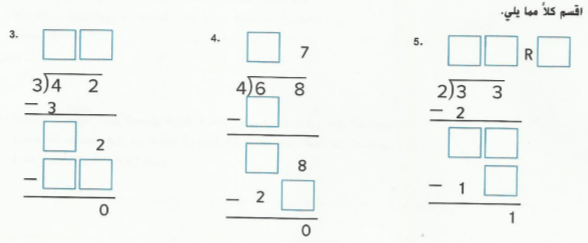 اقسم كلاً مما يلي.
3. 4. 7 5. R
3)4 2 4)6 8 2)3 3
− 3 − − 2
2 8
− − 2 − 1
0 0 1